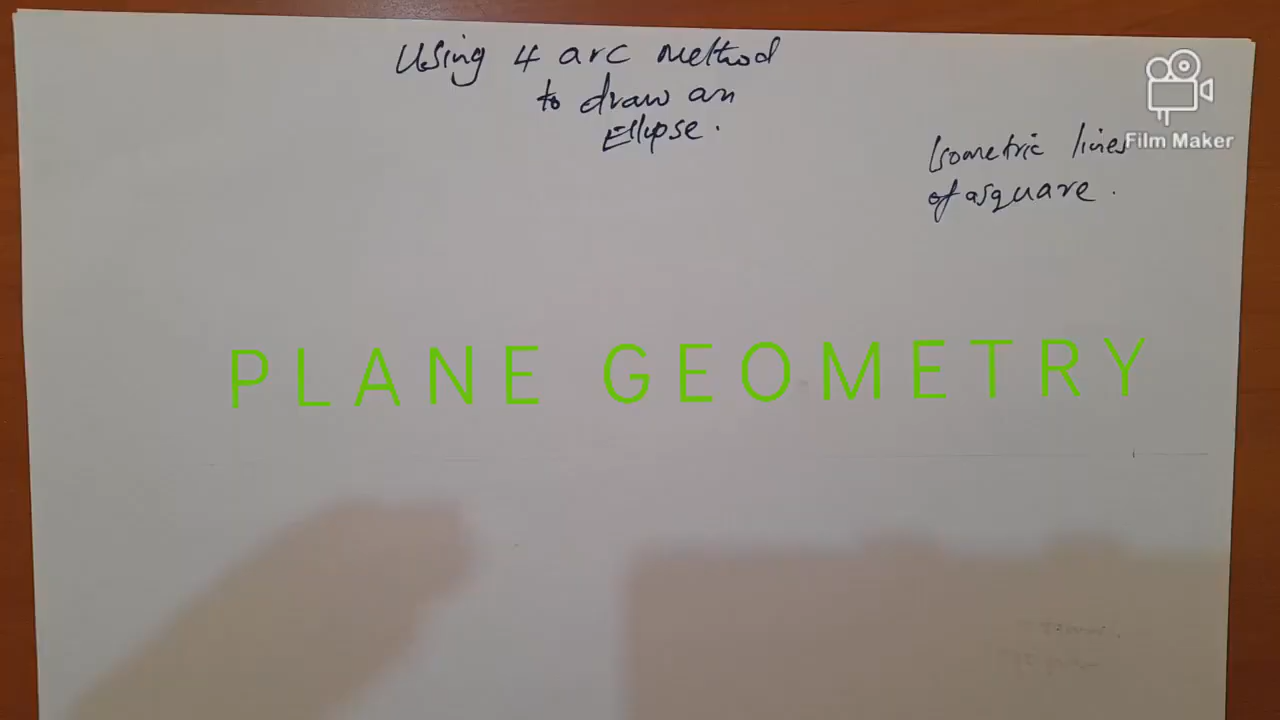 Using 4 arc method
to draw an
Ellipse.
Isometric lines
of a square.
Film Maker
PLANE GEOMETRY